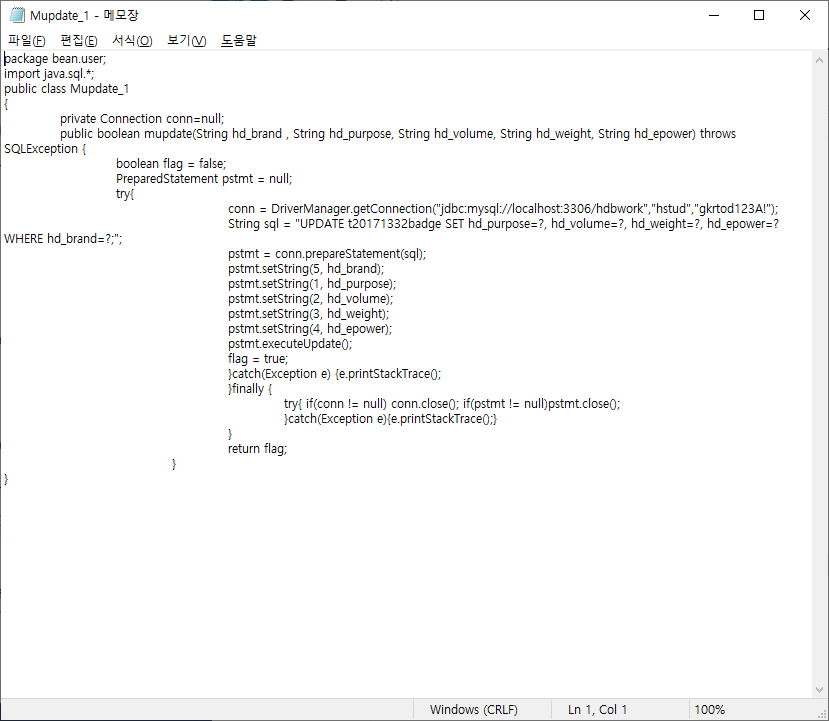 Mupdate_1 - 메모장
파일(F) 편집(E) 서식(O) 보기(V) 도움말
package bean.user;
import java.sql.*;
public class Mupdate_1
{
private Connection conn=null;
public boolean mupdate(String hd_brand , String hd_purpose, String hd_volume, String hd_weight, String hd_epower) throws
SQLException {
boolean flag = false;
PreparedStatement pstmt = null;
try{
conn = DriverManager.getConnection("jdbc:mysql://localhost:3306/hdbwork","hstud","gkrtod123A!");
String sql = "UPDATE t20171332badge SET hd_purpose=?, hd_volume=?, hd_weight=?, hd_epower=?
WHERE hd_brand=?;";
pstmt = conn.prepareStatement(sql);
pstmt.setString(5, hd_brand);
pstmt.setString(1, hd_purpose);
pstmt.setString(2, hd_volume);
pstmt.setString(3, hd_weight);
pstmt.setString(4, hd_epower);
pstmt.executeUpdate();
flag = true;
}catch(Exception e) {e.printStackTrace();
}finally {
try{ if(conn != null) conn.close(); if(pstmt != null)pstmt.close();
}catch(Exception e){e.printStackTrace();}
}
return flag;
}
}
Windows (CRLF) Ln 1, Col 1 100%